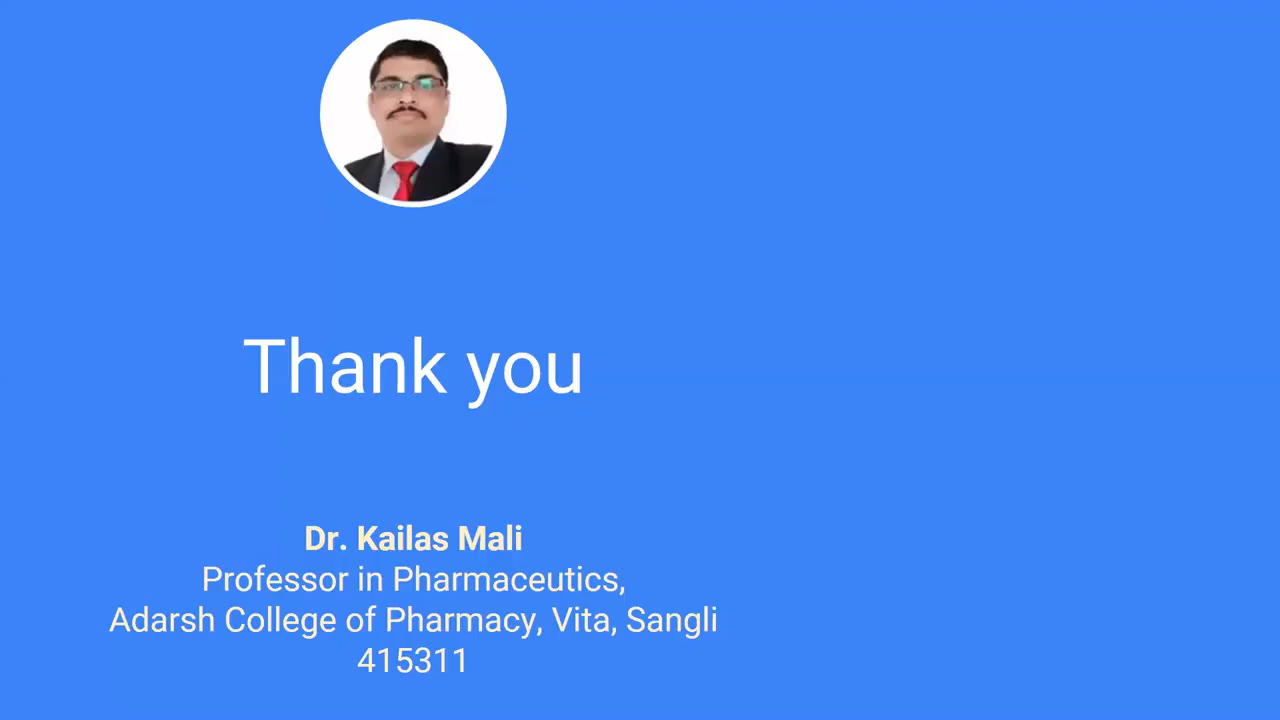 Thank you
Dr. Kailas Mali
Professor in Pharmaceutics,
Adarsh College of Pharmacy, Vita, Sangli
415311